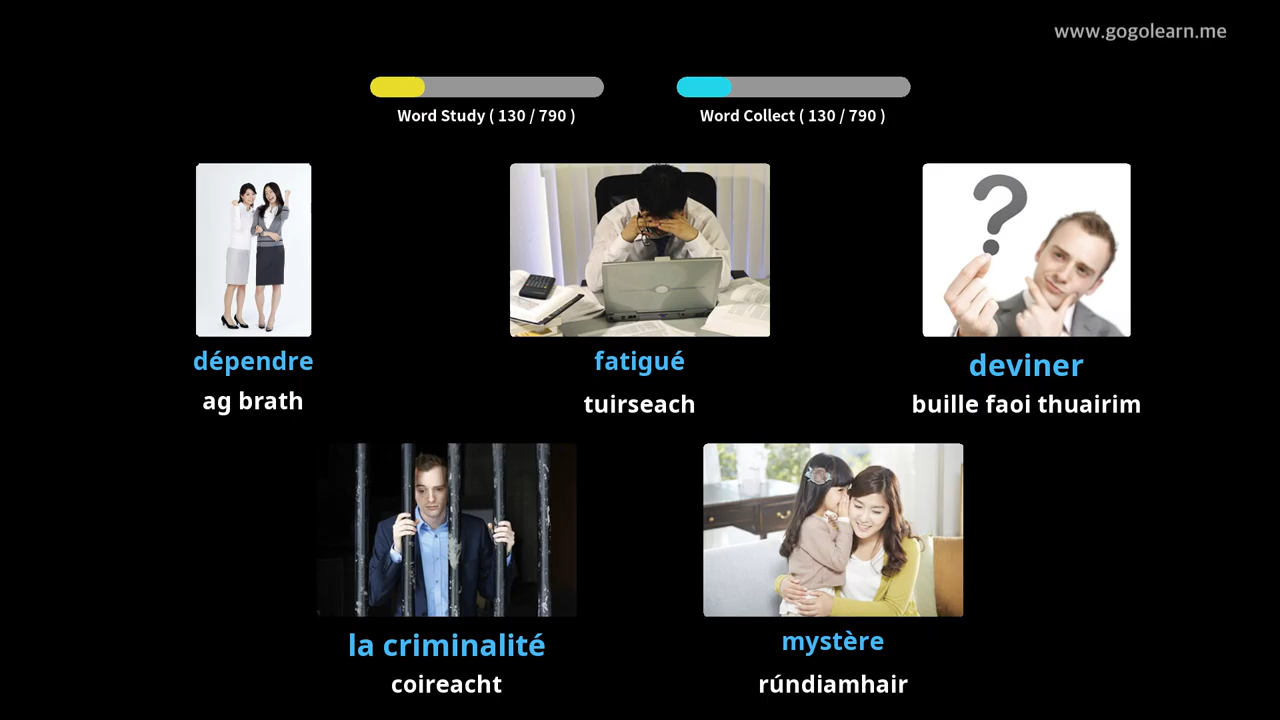 www.gogolearn.me
Word Study ( 130 / 790 )
Word Collect ( 130 / 790 )
dépendre
ag brath
fatigué
tuirseach
deviner
buille faoi thuairim
la criminalité
coireacht
mystère
rúndiamhair